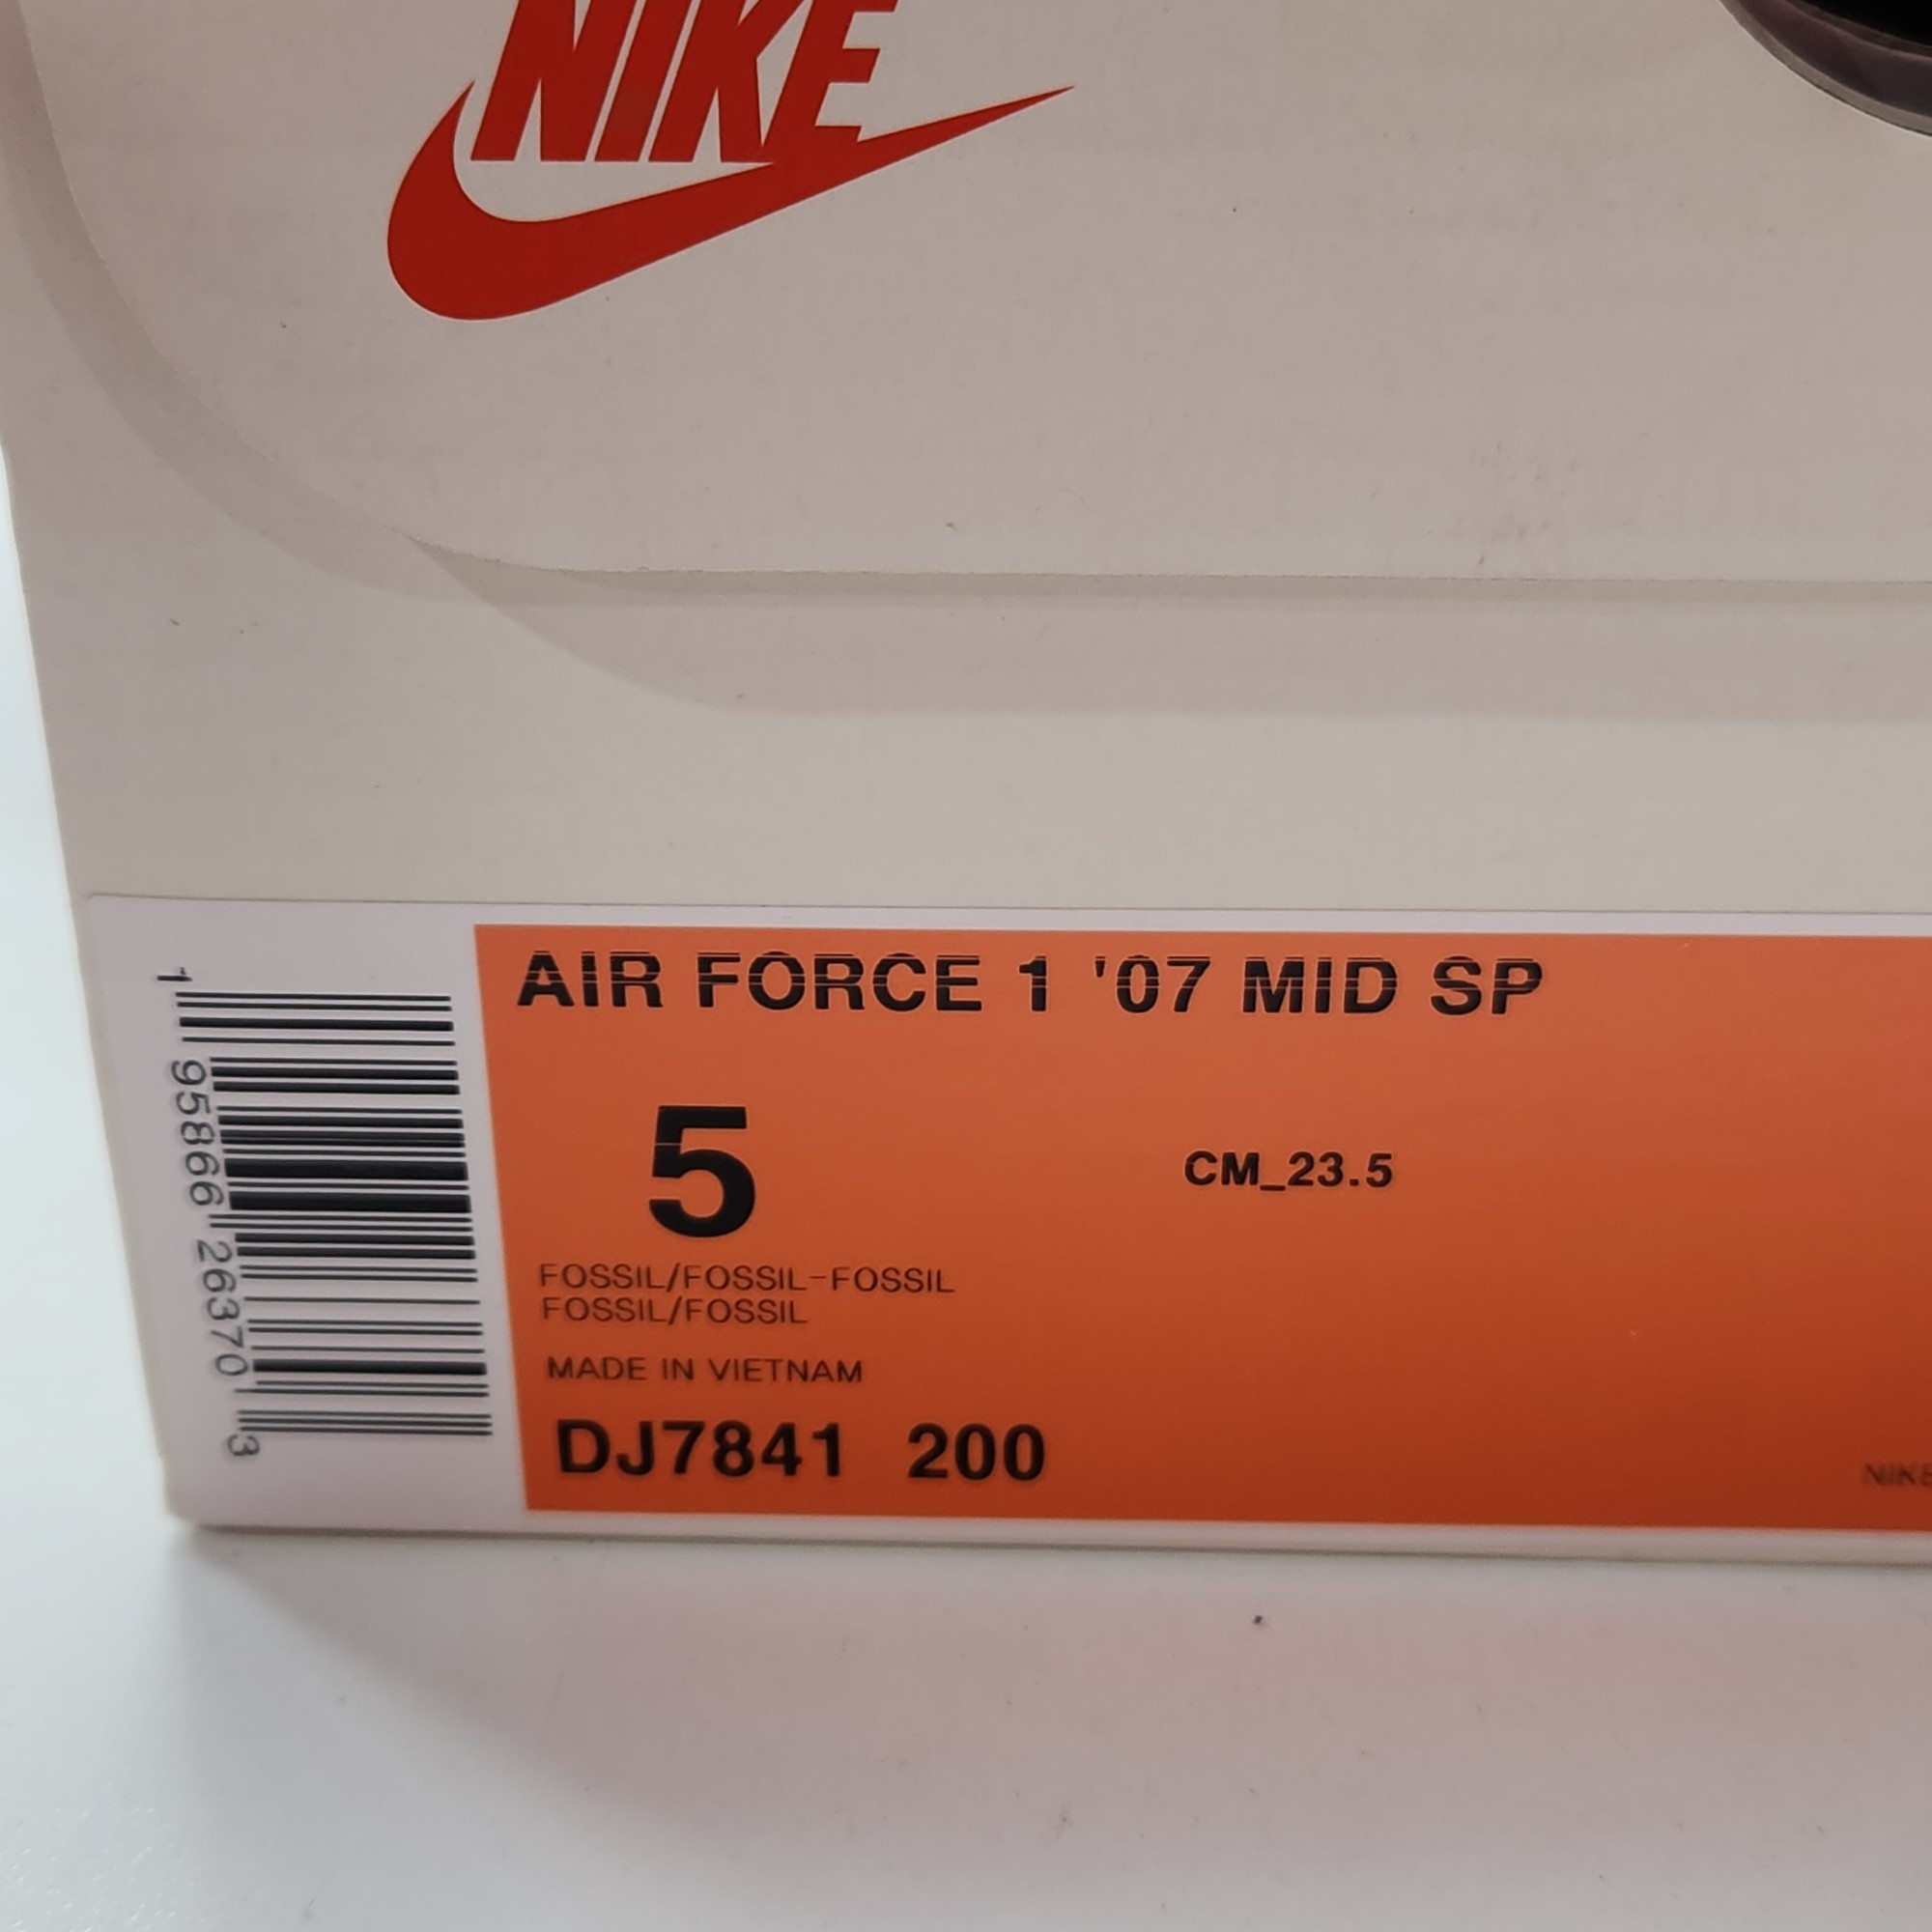 NIKE
AIR FORCE 1 '07 MID SP
5
CM_23.5
FOSSIL/FOSSIL-FOSSIL
FOSSIL/FOSSIL
MADE IN VIETNAM
DJ7841 200
NIKE
1 95866 26370 3